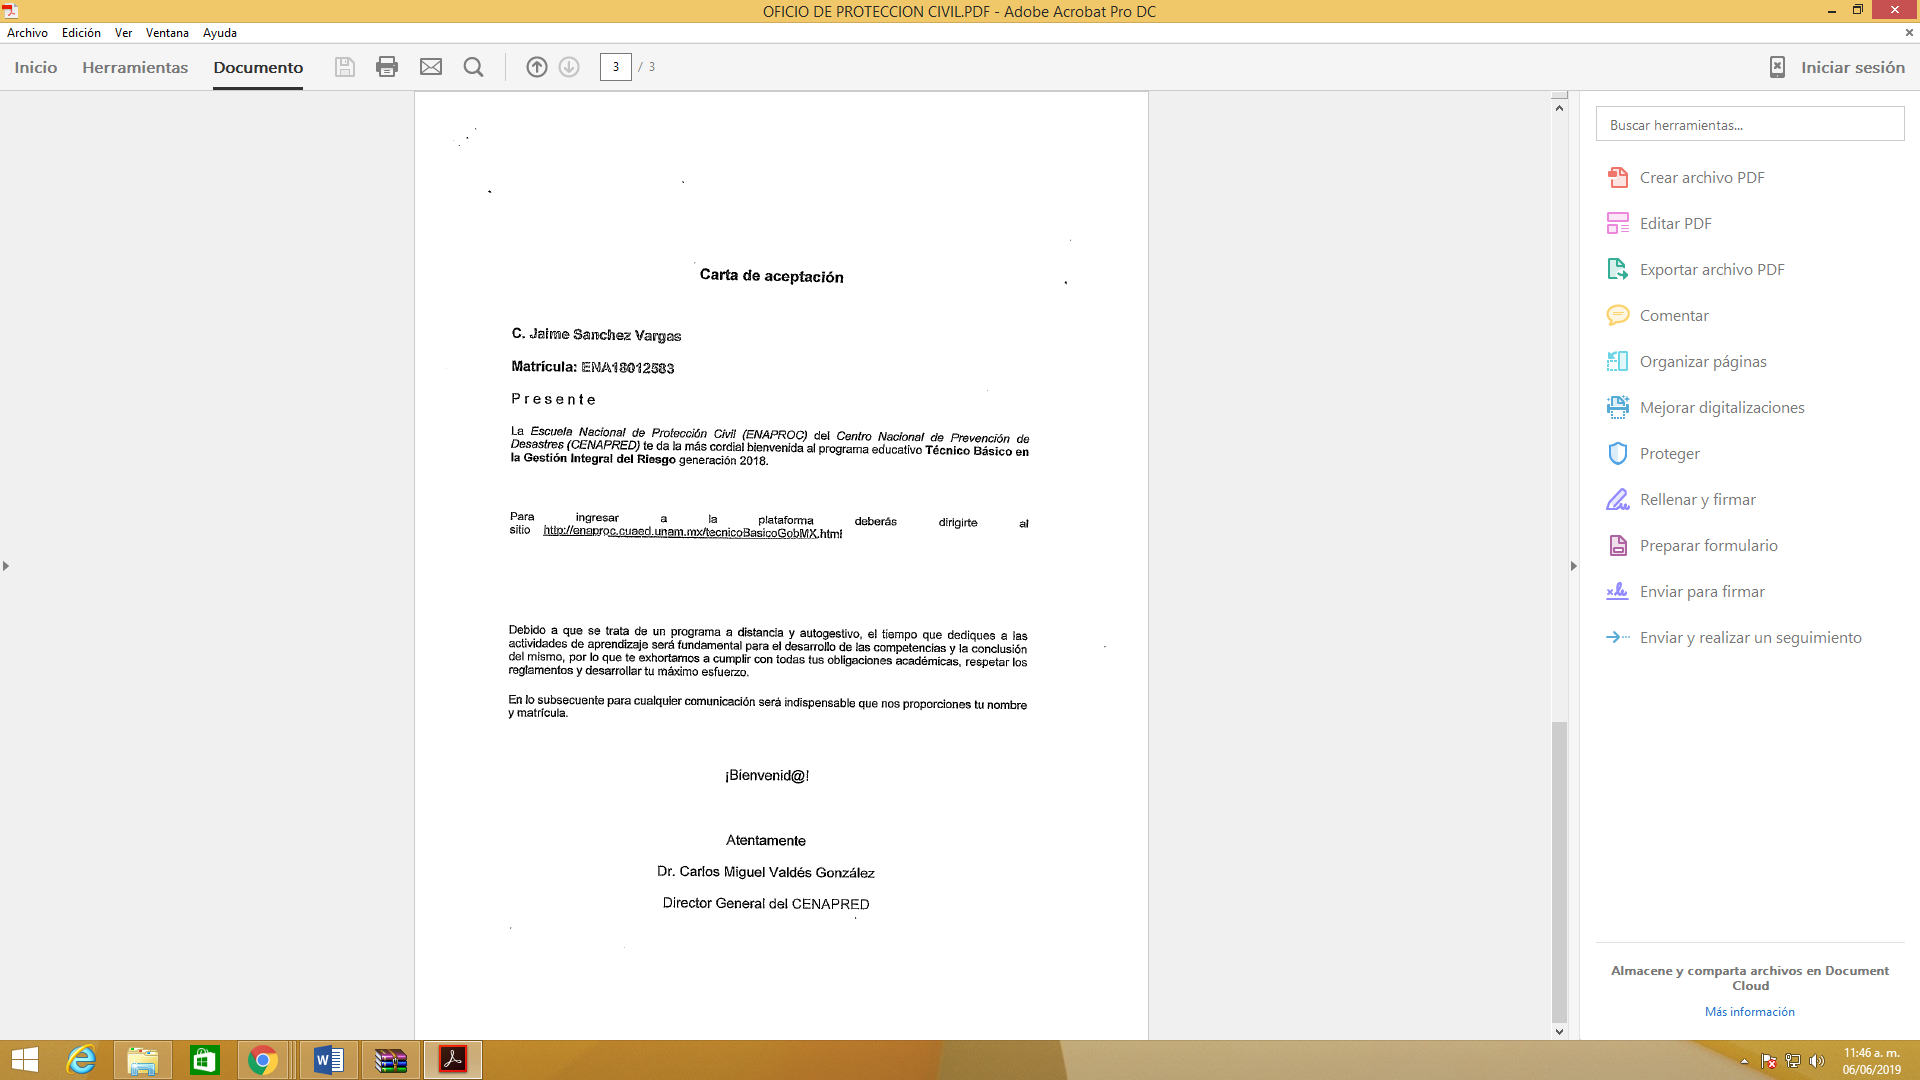 OFICIO DE PROTECCION CIVIL.PDF - Adobe Acrobat Pro DC
Archivo Edición Ver Ventana Ayuda
Inicio Herramientas Documento 3 / 3 Iniciar sesión
Carta de aceptación
C. Jaime Sanchez Vargas
Matrícula: ENA18012583
P r e s e n t e
La Escuela Nacional de Protección Civil (ENAPROC) del Centro Nacional de Prevención de
Desastres (CENAPRED) te da la más cordial bienvenida al programa educativo Técnico Básico en
la Gestión Integral del Riesgo generación 2018.
Para ingresar a la plataforma deberás dirigirte al
sitio http://enaproc.cuaed.unam.mx/tecnicoBasicoGobMX.html
Debido a que se trata de un programa a distancia y autogestivo, el tiempo que dediques a las
actividades de aprendizaje será fundamental para el desarrollo de las competencias y la conclusión
del mismo, por lo que te exhortamos a cumplir con todas tus obligaciones académicas, respetar los
reglamentos y desarrollar tu máximo esfuerzo.
En lo subsecuente para cualquier comunicación será indispensable que nos proporciones tu nombre
y matrícula.
¡Bienvenid@!
Atentamente
Dr. Carlos Miguel Valdés González
Director General del CENAPRED
Buscar herramientas...
Crear archivo PDF
Editar PDF
Exportar archivo PDF
Comentar
Organizar páginas
Mejorar digitalizaciones
Proteger
Rellenar y firmar
Preparar formulario
Enviar para firmar
Enviar y realizar un seguimiento
Almacene y comparta archivos en Document
Cloud
Más información
11:46 a. m.
06/06/2019